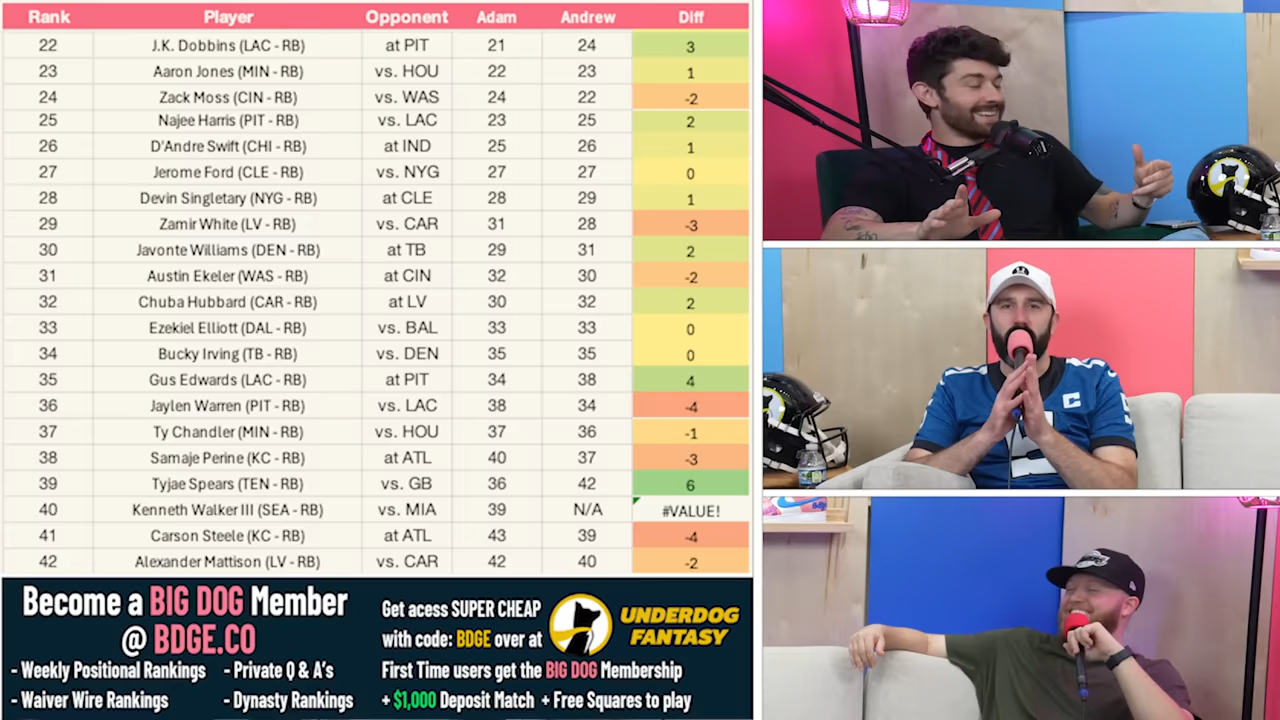 Rank Player Opponent Adam Andrew Diff
22 J.K. Dobbins (LAC - RB) at PIT 21 24 3
23 Aaron Jones (MIN - RB) vs. HOU 22 23 1
24 Zack Moss (CIN - RB) vs. WAS 24 22 -2
25 Najee Harris (PIT - RB) vs. LAC 23 25 2
26 D'Andre Swift (CHI - RB) at IND 25 26 1
27 Jerome Ford (CLE - RB) vs. NYG 27 27 0
28 Devin Singletary (NYG - RB) at CLE 28 29 1
29 Zamir White (LV - RB) vs. CAR 31 28 -3
30 Javonte Williams (DEN - RB) at TB 29 31 2
31 Austin Ekeler (WAS - RB) at CIN 32 30 -2
32 Chuba Hubbard (CAR - RB) at LV 30 32 2
33 Ezekiel Elliott (DAL - RB) vs. BAL 33 33 0
34 Bucky Irving (TB - RB) vs. DEN 35 35 0
35 Gus Edwards (LAC - RB) at PIT 34 38 4
36 Jaylen Warren (PIT - RB) vs. LAC 38 34 -4
37 Ty Chandler (MIN - RB) vs. HOU 37 36 -1
38 Samaje Perine (KC - RB) at ATL 40 37 -3
39 Tyjae Spears (TEN - RB) vs. GB 36 42 6
40 Kenneth Walker III (SEA - RB) vs. MIA 39 N/A #VALUE!
41 Carson Steele (KC - RB) at ATL 43 39 -4
42 Alexander Mattison (LV - RB) vs. CAR 42 40 -2
Become a BIG DOG Member
@ BDGE.CO
- Weekly Positional Rankings - Private Q & A's
- Waiver Wire Rankings - Dynasty Rankings
Get acess SUPER CHEAP
with code: BDGE over at
UNDERDOG
FANTASY
First Time users get the BIG DOG Membership
+ $1,000 Deposit Match + Free Squares to play
C